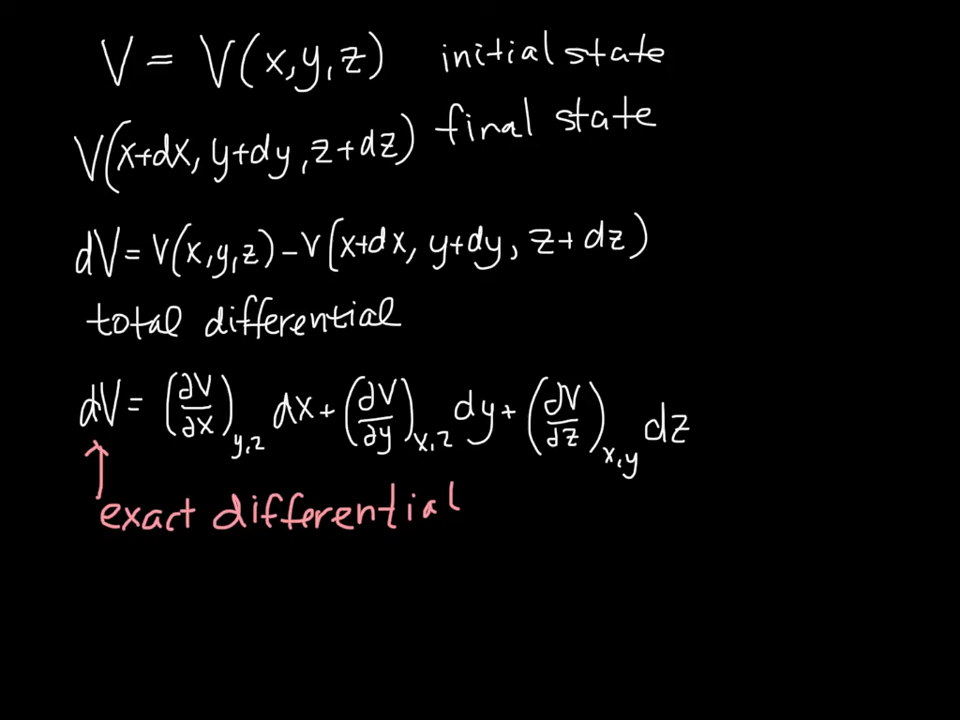 V = V(x,y,z) initial state
V(x+dx, y+dy, z+dz) final state
dV = V(x,y,z) - V(x+dx, y+dy, z+dz)
total differential
dV = (∂V/∂x)_{y,z} dx + (∂V/∂y)_{x,z} dy + (∂V/∂z)_{x,y} dz
↑
exact differential